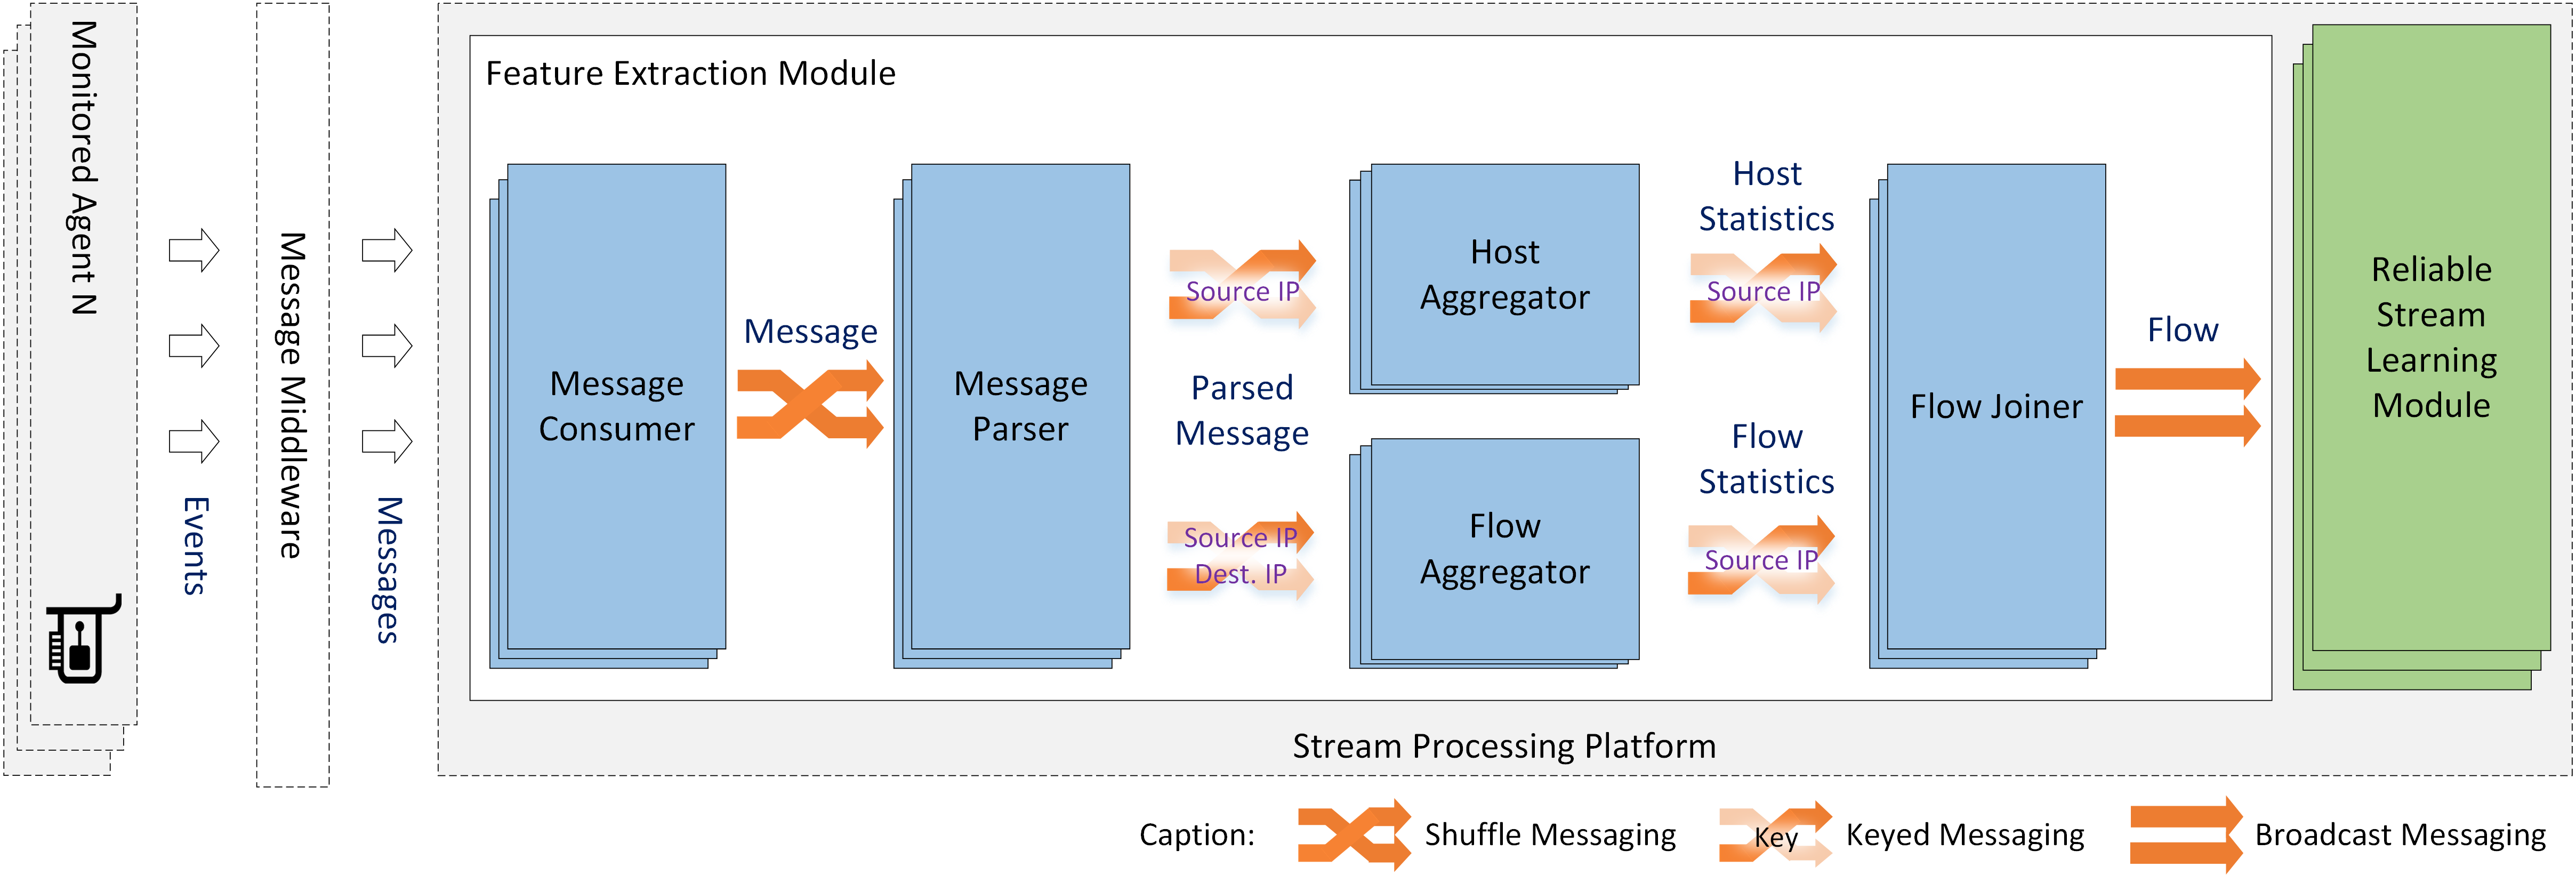 Monitored Agent N
Events
Message Middleware
Messages
Feature Extraction Module
Message
Consumer
Message
Message
Parser
Source IP
Parsed
Message
Source IP
Dest. IP
Host
Aggregator
Flow
Aggregator
Host
Statistics
Source IP
Flow
Statistics
Source IP
Flow Joiner
Flow
Reliable
Stream
Learning
Module
Stream Processing Platform
Caption:
Shuffle Messaging
Key
Keyed Messaging
Broadcast Messaging